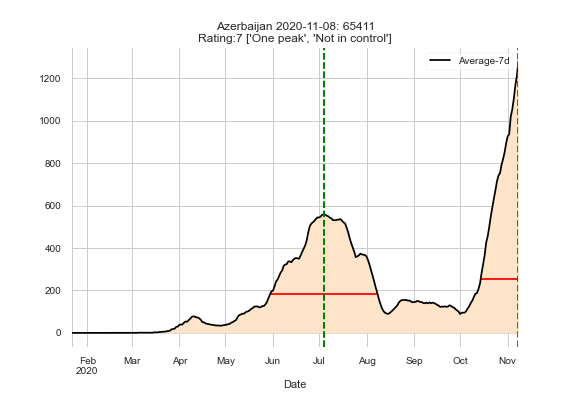 Azerbaijan 2020-11-08: 65411
Rating:7 ['One peak', 'Not in control']
Average-7d
1200
1000
800
600
400
200
0
Feb Mar Apr May Jun Jul Aug Sep Oct Nov
2020
Date